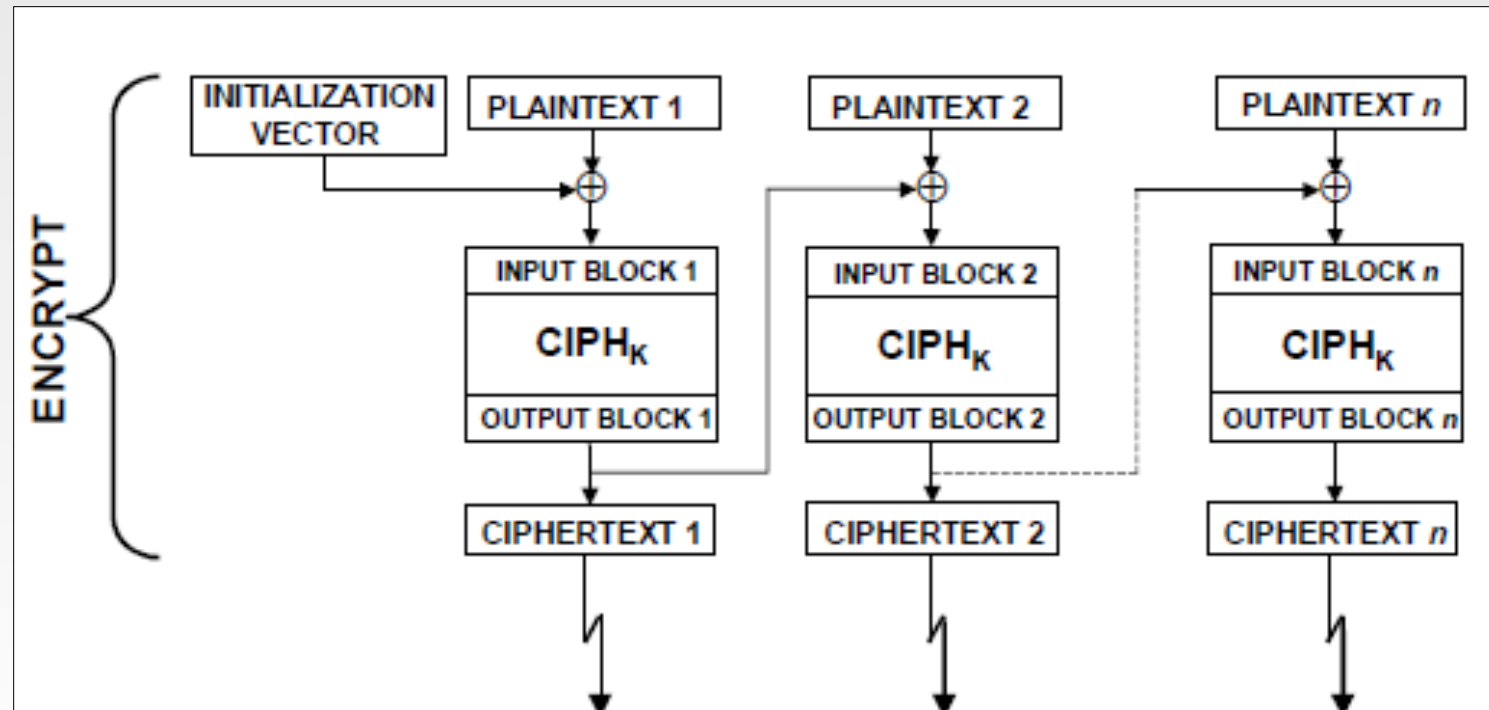 ENCRYPT
INITIALIZATION
VECTOR
PLAINTEXT 1
PLAINTEXT 2
PLAINTEXT n
INPUT BLOCK 1
INPUT BLOCK 2
INPUT BLOCK n
CIPHK
CIPHK
CIPHK
OUTPUT BLOCK 1
OUTPUT BLOCK 2
OUTPUT BLOCK n
CIPHERTEXT 1
CIPHERTEXT 2
CIPHERTEXT n